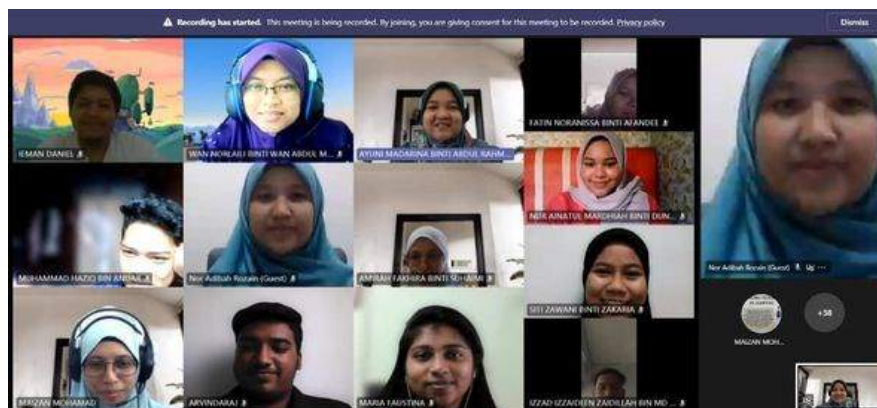 Recording has started. This meeting is being recorded. By joining, you are giving consent for this meeting to be recorded. Privacy policy
Dismiss
IEMAN DANIEL
WAN NORLAILI BINTI WAN ABDUL M...
AYUNI MADARINA BINTI ABDUL RAHM...
FATIN NORANISSA BINTI AFANDEE
NUR AINATUL MARDHIAH BINTI DUN...
MUHAMMAD HAZIQ BIN
Nor Adibah Rozain (Guest)
AMIRAH FAKHIRA BINTI SUHAIMI
SITI ZAWANI BINTI ZAKARIA
Nor Adibah Rozain (Guest)
+38
MAIZAN MOH...
MAIZAN MOHAMAD
ARVINDARAJ
MARIA FAUSTINA
IZZAD IZZAIDEEN ZAIDILLAH BIN MD ...